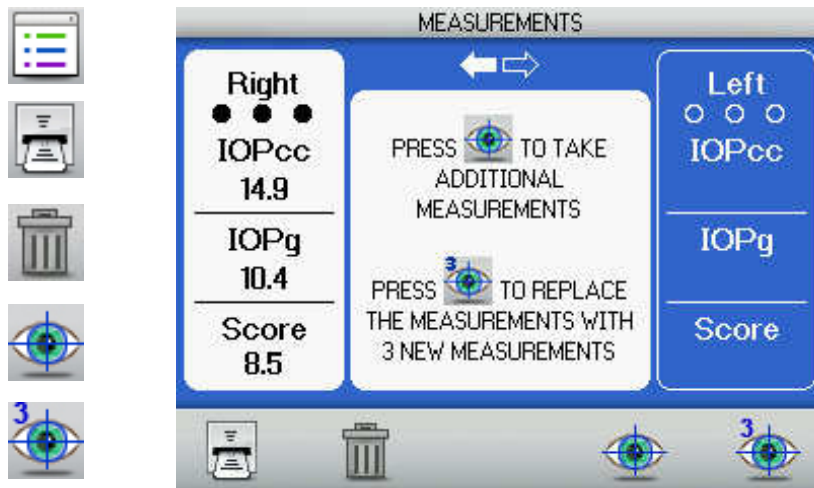 3
MEASUREMENTS
Right
IOPcc
14.9
IOPg
10.4
Score
8.5
PRESS TO TAKE
ADDITIONAL
MEASUREMENTS
3
PRESS TO REPLACE
THE MEASUREMENTS WITH
3 NEW MEASUREMENTS
Left
IOPcc
IOPg
Score
3